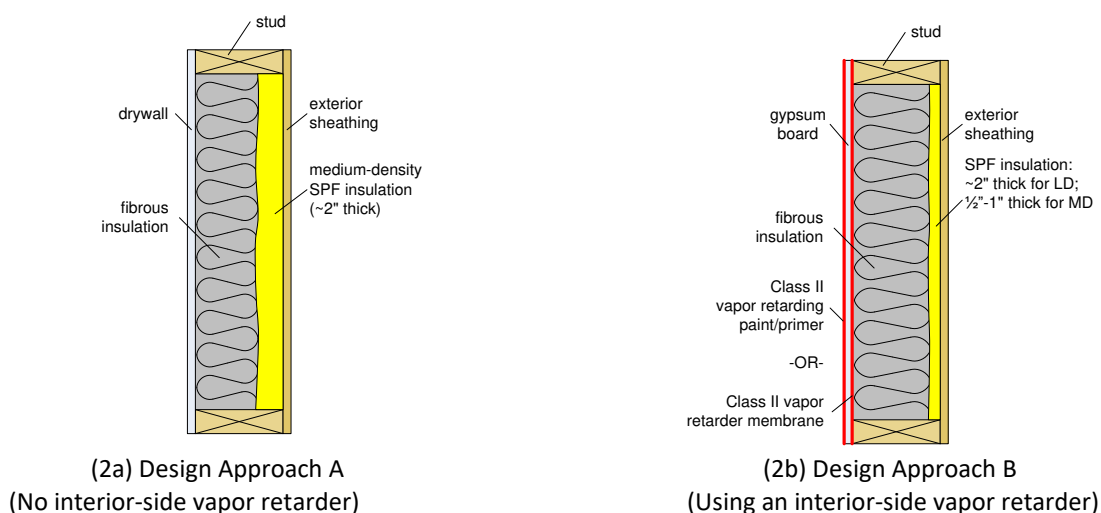 stud
drywall
exterior
sheathing
medium-density
SPF insulation
(~2" thick)
fibrous
insulation
(2a) Design Approach A
(No interior-side vapor retarder)
stud
gypsum
board
exterior
sheathing
SPF insulation:
~2" thick for LD;
½"-1" thick for MD
fibrous
insulation
Class II
vapor retarding
paint/primer
-OR-
Class II vapor
retarder membrane
(2b) Design Approach B
(Using an interior-side vapor retarder)